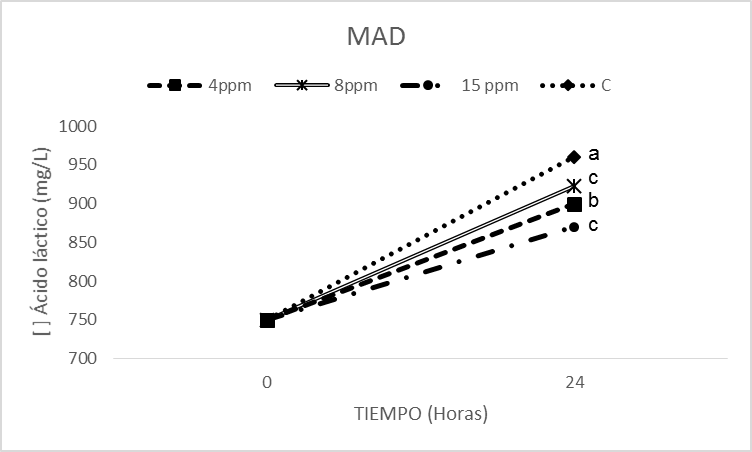 MAD
4ppm 8ppm 15 ppm C
1000
950
900
850
800
750
700
a
c
b
c
[ ] Ácido láctico (mg/L)
0 24
TIEMPO (Horas)